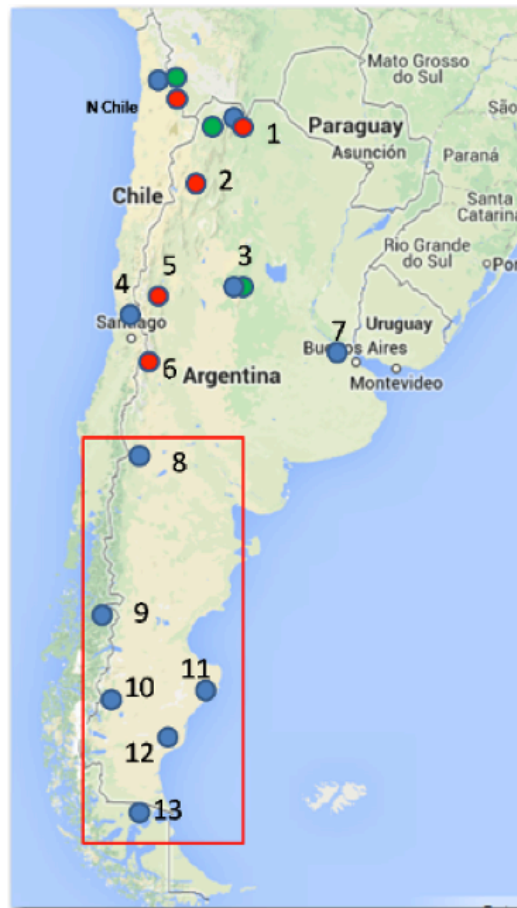 Mato Grosso
do Sul
N Chile
São
1
Paraguay
Asunción
Paraná
2
Chile
Santa
Catarina
Rio Grande
do Sul
3
5
4
Santiago
7
Uruguay
Buenos Aires
6
Argentina
Montevideo
8
9
11
10
12
13